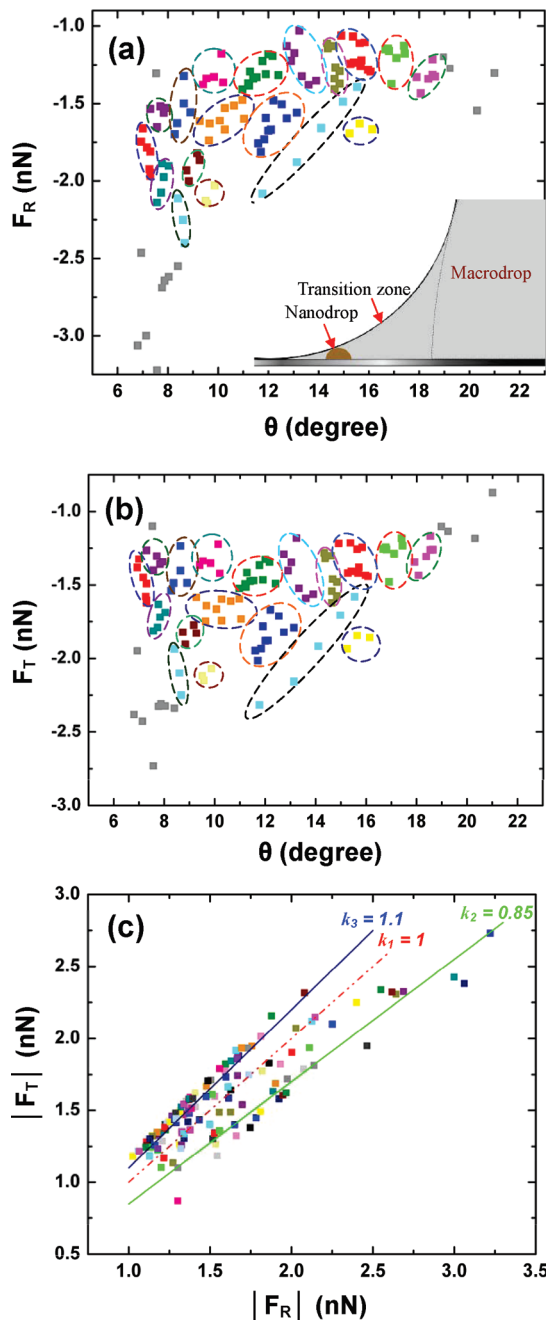 (a)
-1.0
-1.5
-2.0
-2.5
-3.0
F_R (nN)
Macrodrop
Transition zone
Nanodrop
6 8 10 12 14 16 18 20 22
θ (degree)
(b)
-1.0
-1.5
-2.0
-2.5
-3.0
F_T (nN)
6 8 10 12 14 16 18 20 22
θ (degree)
(c)
k_3 = 1.1
k_1 = 1
k_2 = 0.85
3.0
2.5
2.0
1.5
1.0
0.5
|F_T| (nN)
1.0 1.5 2.0 2.5 3.0 3.5
|F_R| (nN)